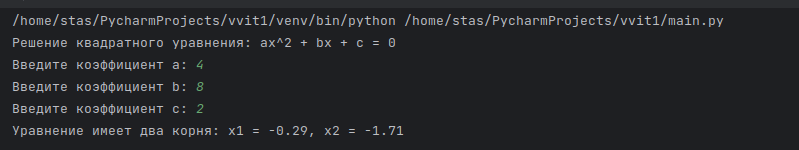 /home/stas/PycharmProjects/vvit1/venv/bin/python /home/stas/PycharmProjects/vvit1/main.py
Решение квадратного уравнения: ax^2 + bx + c = 0
Введите коэффициент a: 4
Введите коэффициент b: 8
Введите коэффициент c: 2
Уравнение имеет два корня: x1 = -0.29, x2 = -1.71